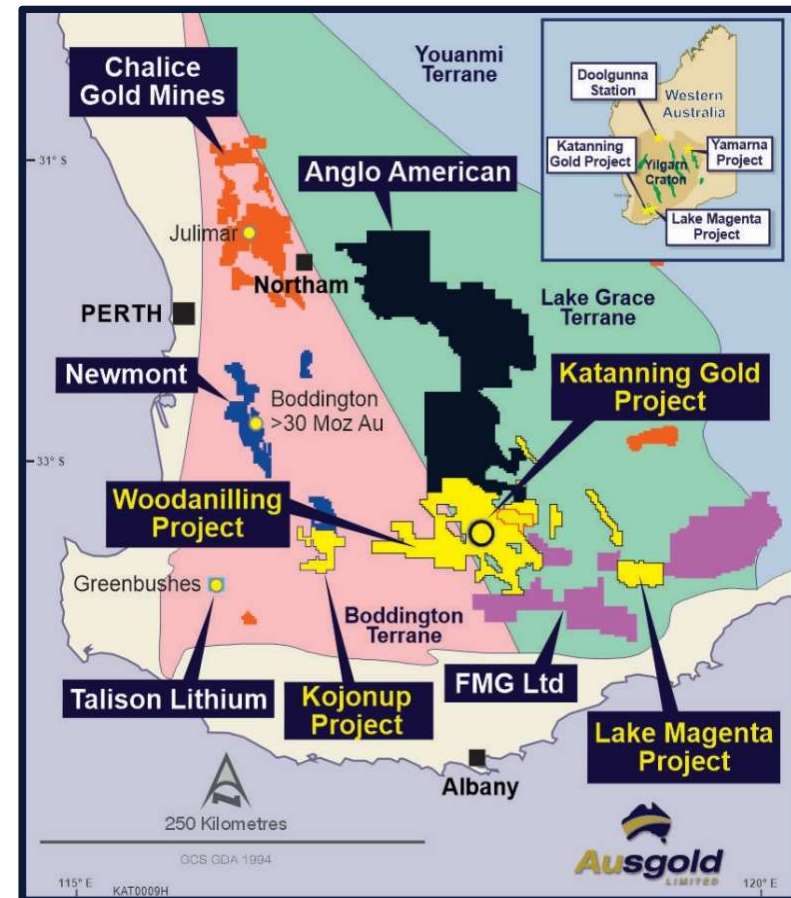 Youanmi
Terrane
Chalice
Gold Mines
Doolgunna
Station
Western
Australia
Katanning
Gold Project
Yilgarn
Craton
Yamarna
Project
Lake Magenta
Project
31° S
Anglo American
Julimar
Northam
PERTH
Lake Grace
Terrane
Newmont
Katanning Gold
Project
Boddington
>30 Moz Au
33° S
Woodanilling
Project
Greenbushes
Boddington
Terrane
Talison Lithium
Kojonup
Project
FMG Ltd
Lake Magenta
Project
Albany
250 Kilometres
GCS GDA 1994
Ausgold
LIMITED
115° E
KAT0009H
120° E